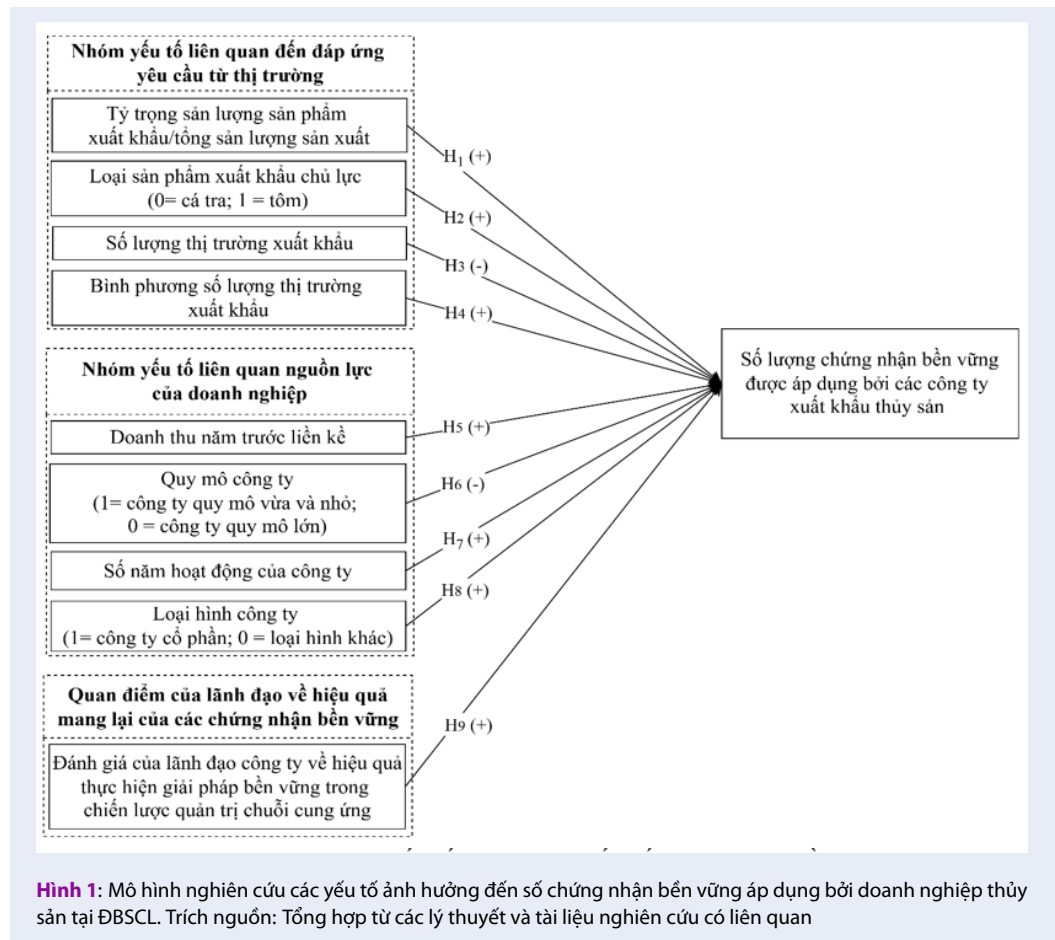 Nhóm yếu tố liên quan đến đáp ứng
yêu cầu từ thị trường
Tỷ trọng sản lượng sản phẩm
xuất khẩu/tổng sản lượng sản xuất
Loại sản phẩm xuất khẩu chủ lực
(0= cá tra; 1 = tôm)
Số lượng thị trường xuất khẩu
Bình phương số lượng thị trường
xuất khẩu
H1 (+)
H2 (+)
H3 (-)
H4 (+)
Nhóm yếu tố liên quan nguồn lực
của doanh nghiệp
Doanh thu năm trước liền kề
Quy mô công ty
(1= công ty quy mô vừa và nhỏ;
0 = công ty quy mô lớn)
Số năm hoạt động của công ty
Loại hình công ty
(1= công ty cổ phần; 0 = loại hình khác)
H5 (+)
H6 (-)
H7 (+)
H8 (+)
Quan điểm của lãnh đạo về hiệu quả
mang lại của các chứng nhận bền vững
Đánh giá của lãnh đạo công ty về hiệu quả
thực hiện giải pháp bền vững trong
chiến lược quản trị chuỗi cung ứng
H9 (+)
Số lượng chứng nhận bền vững
được áp dụng bởi các công ty
xuất khẩu thủy sản
Hình 1: Mô hình nghiên cứu các yếu tố ảnh hưởng đến số chứng nhận bền vững áp dụng bởi doanh nghiệp thủy
sản tại ĐBSCL. Trích nguồn: Tổng hợp từ các lý thuyết và tài liệu nghiên cứu có liên quan